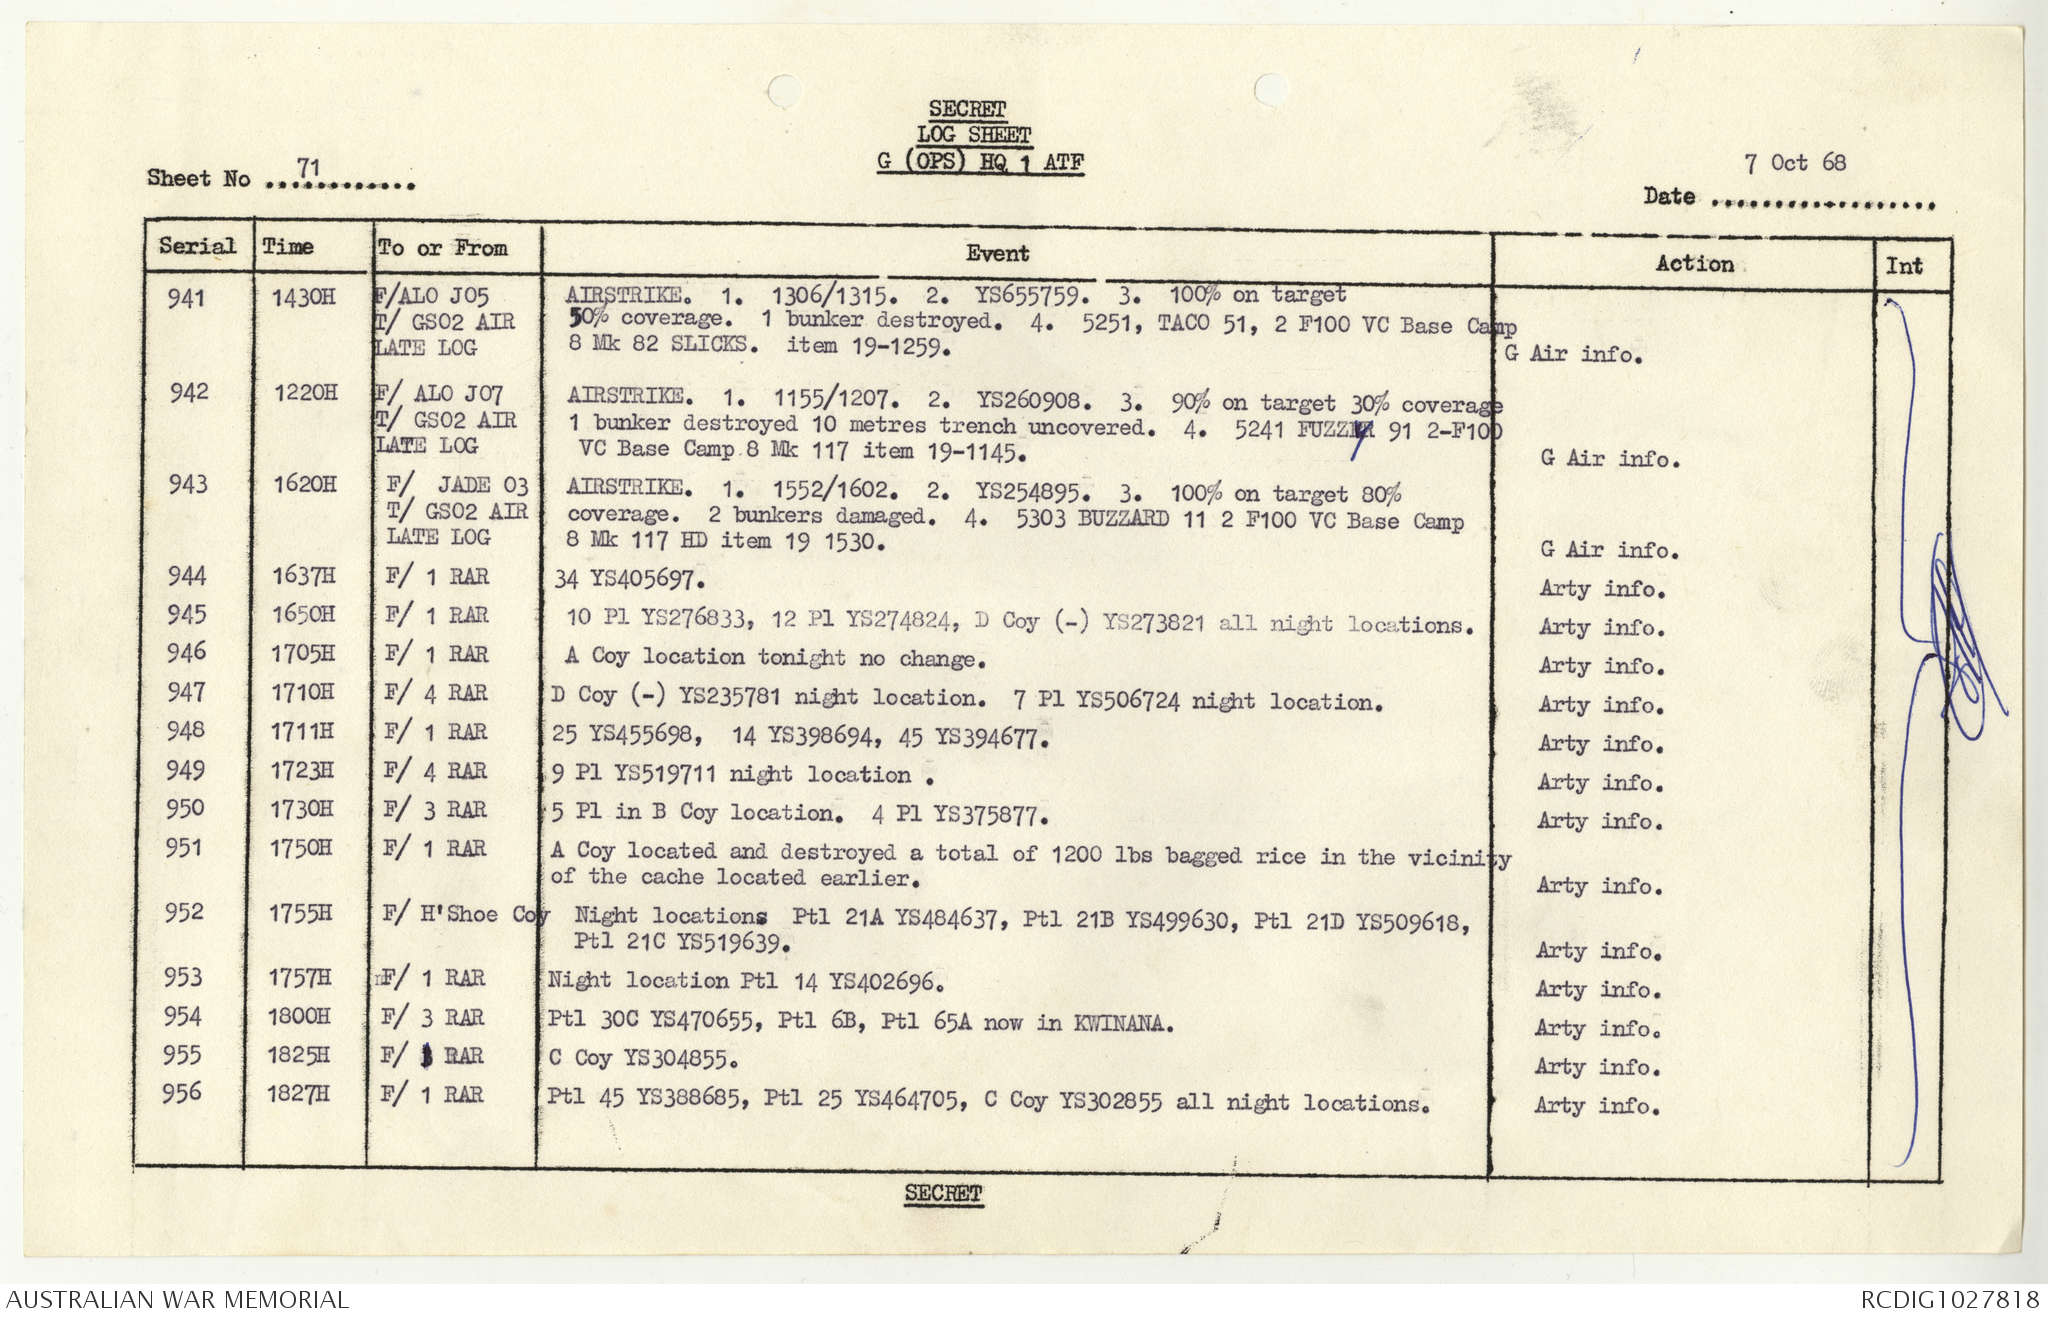 SECRET
LOG SHEET
G (OPS) HQ 1 ATF
Sheet No 71 ............
7 Oct 68
Date ..................
Serial Time To or From Event Action Int
941 1430H F/ALO J05 AIRSTRIKE. 1. 1306/1315. 2. YS655759. 3. 100% on target
T/ GSO2 AIR 50% coverage. 1 bunker destroyed. 4. 5251, TACO 51, 2 F100 VC Base Camp
LATE LOG 8 Mk 82 SLICKS. item 19-1259. G Air info.
942 1220H F/ ALO J07 AIRSTRIKE. 1. 1155/1207. 2. YS260908. 3. 90% on target 30% coverage
T/ GSO2 AIR 1 bunker destroyed 10 metres trench uncovered. 4. 5241 FUZZY 91 2-F100
LATE LOG VC Base Camp 8 Mk 117 item 19-1145. G Air info.
943 1620H F/ JADE 03 AIRSTRIKE. 1. 1552/1602. 2. YS254895. 3. 100% on target 80%
T/ GSO2 AIR coverage. 2 bunkers damaged. 4. 5303 BUZZARD 11 2 F100 VC Base Camp
LATE LOG 8 Mk 117 HD item 19 1530. G Air info.
944 1637H F/ 1 RAR 34 YS405697. Arty info.
945 1650H F/ 1 RAR 10 Pl YS276833, 12 Pl YS274824, D Coy (-) YS273821 all night locations. Arty info.
946 1705H F/ 1 RAR A Coy location tonight no change. Arty info.
947 1710H F/ 4 RAR D Coy (-) YS235781 night location. 7 Pl YS506724 night location. Arty info.
948 1711H F/ 1 RAR 25 YS455698, 14 YS398694, 45 YS394677. Arty info.
949 1723H F/ 4 RAR 9 Pl YS519711 night location . Arty info.
950 1730H F/ 3 RAR 5 Pl in B Coy location. 4 Pl YS375877. Arty info.
951 1750H F/ 1 RAR A Coy located and destroyed a total of 1200 lbs bagged rice in the vicinity
of the cache located earlier. Arty info.
952 1755H F/ H'Shoe Coy Night locations Ptl 21A YS484637, Ptl 21B YS499630, Ptl 21D YS509618,
Ptl 21C YS519639. Arty info.
953 1757H F/ 1 RAR Night location Ptl 14 YS402696. Arty info.
954 1800H F/ 3 RAR Ptl 30C YS470655, Ptl 6B, Ptl 65A now in KWINANA. Arty info.
955 1825H F/ RAR C Coy YS304855. Arty info.
956 1827H F/ 1 RAR Ptl 45 YS388685, Ptl 25 YS464705, C Coy YS302855 all night locations. Arty info.
SECRET
AUSTRALIAN WAR MEMORIAL RCDIG1027818